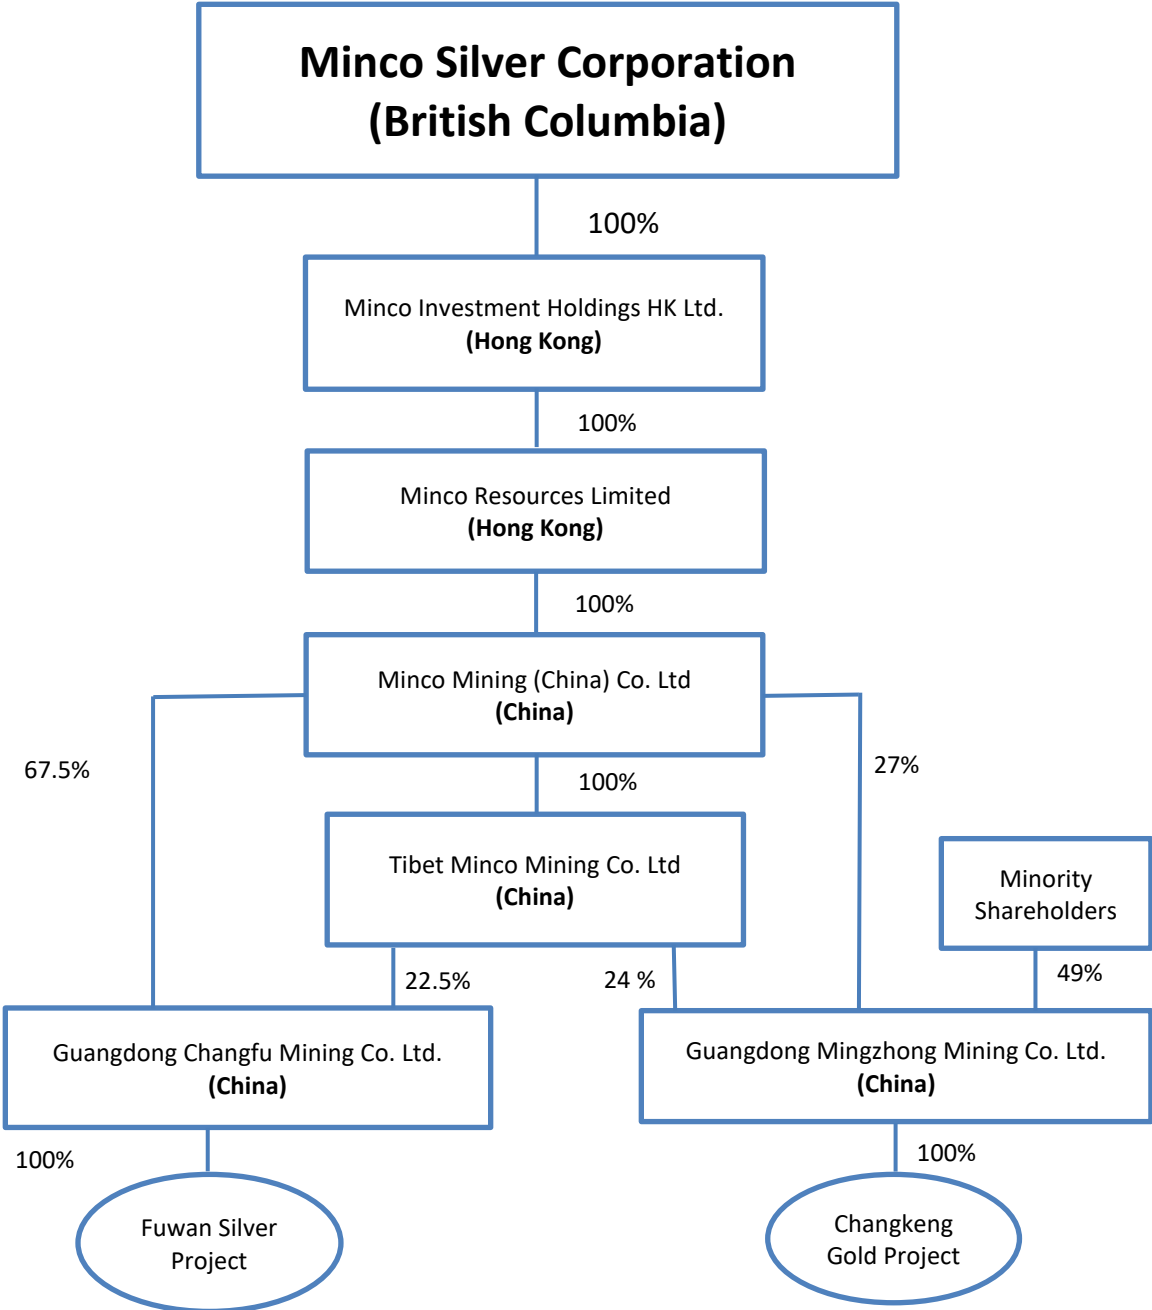 Minco Silver Corporation
(British Columbia)
100%
Minco Investment Holdings HK Ltd.
(Hong Kong)
100%
Minco Resources Limited
(Hong Kong)
100%
Minco Mining (China) Co. Ltd
(China)
67.5%
100%
27%
Tibet Minco Mining Co. Ltd
(China)
Minority
Shareholders
22.5%
24 %
49%
Guangdong Changfu Mining Co. Ltd.
(China)
Guangdong Mingzhong Mining Co. Ltd.
(China)
100%
100%
Fuwan Silver
Project
Changkeng
Gold Project